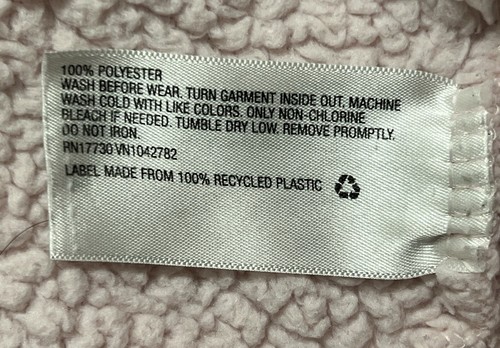 100% POLYESTER
WASH BEFORE WEAR. TURN GARMENT INSIDE OUT. MACHINE
WASH COLD WITH LIKE COLORS. ONLY NON-CHLORINE
BLEACH IF NEEDED. TUMBLE DRY LOW. REMOVE PROMPTLY.
DO NOT IRON.
RN17730 VN1042782
LABEL MADE FROM 100% RECYCLED PLASTIC